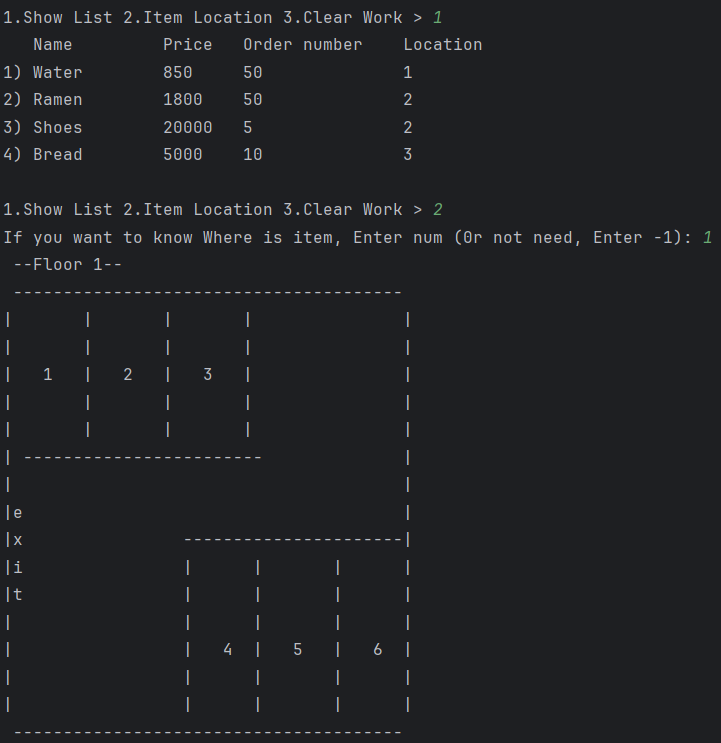 1.Show List 2.Item Location 3.Clear Work > 1
   Name         Price   Order number    Location
1) Water        850     50              1
2) Ramen        1800    50              2
3) Shoes        20000   5               2
4) Bread        5000    10              3
1.Show List 2.Item Location 3.Clear Work > 2
If you want to know Where is item, Enter num (Or not need, Enter -1): 1
 --Floor 1--
 ---------------------------------------
|       |       |       |               |
|       |       |       |               |
|   1   |   2   |   3   |               |
|       |       |       |               |
|       |       |       |               |
| ------------------------              |
|                                       |
|e                                      |
|x                ----------------------|
|i                |      |       |      |
|t                |      |       |      |
|                 |      |       |      |
|                 |   4  |   5   |   6  |
|                 |      |       |      |
|                 |      |       |      |
 ---------------------------------------